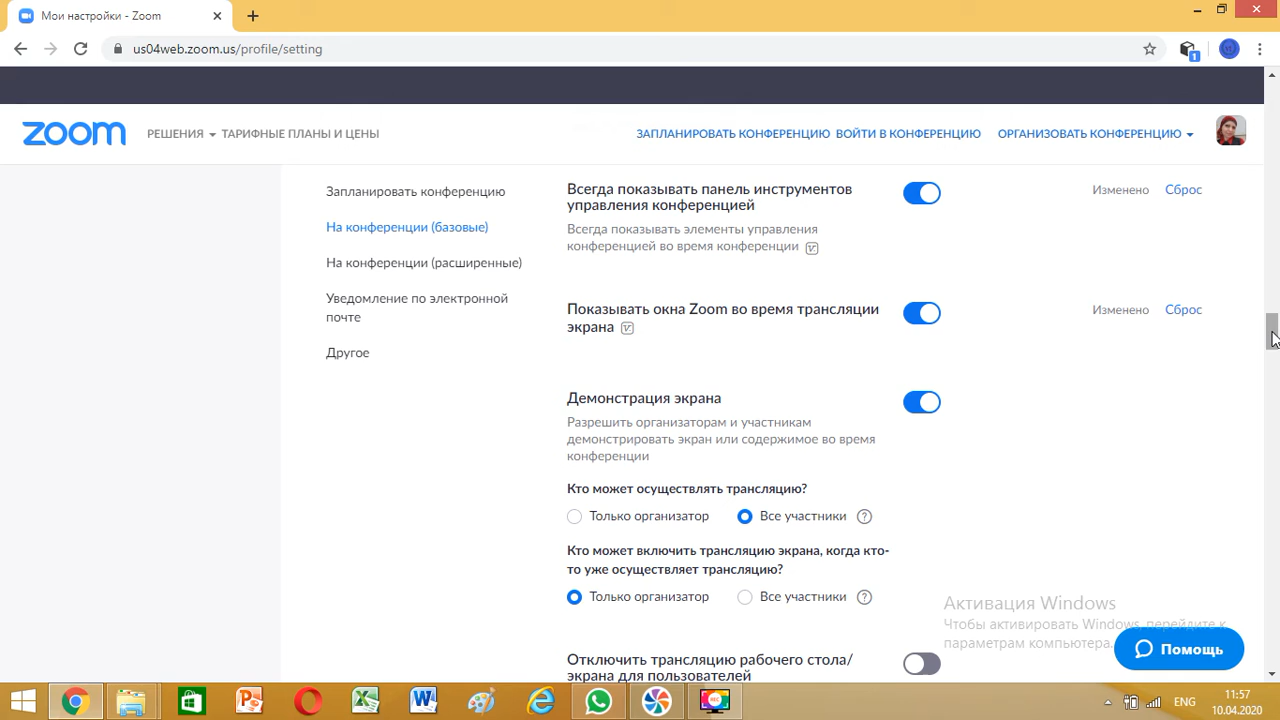 Мои настройки - Zoom
us04web.zoom.us/profile/setting
1
zoom
РЕШЕНИЯ ТАРИФНЫЕ ПЛАНЫ И ЦЕНЫ
ЗАПЛАНИРОВАТЬ КОНФЕРЕНЦИЮ ВОЙТИ В КОНФЕРЕНЦИЮ ОРГАНИЗОВАТЬ КОНФЕРЕНЦИЮ
Запланировать конференцию
На конференции (базовые)
На конференции (расширенные)
Уведомление по электронной
почте
Другое
Всегда показывать панель инструментов
управления конференцией
Изменено Сброс
Всегда показывать элементы управления
конференцией во время конференции
Показывать окна Zoom во время трансляции
экрана
Изменено Сброс
Демонстрация экрана
Разрешить организаторам и участникам
демонстрировать экран или содержимое во время
конференции
Кто может осуществлять трансляцию?
Только организатор Все участники ?
Кто может включить трансляцию экрана, когда кто-
то уже осуществляет трансляцию?
Только организатор Все участники ?
Отключить трансляцию рабочего стола/
экрана для пользователей
Активация Windows
Чтобы активировать Windows, перейдите к
параметрам компьютера.
Помощь
ENG
11:57
10.04.2020